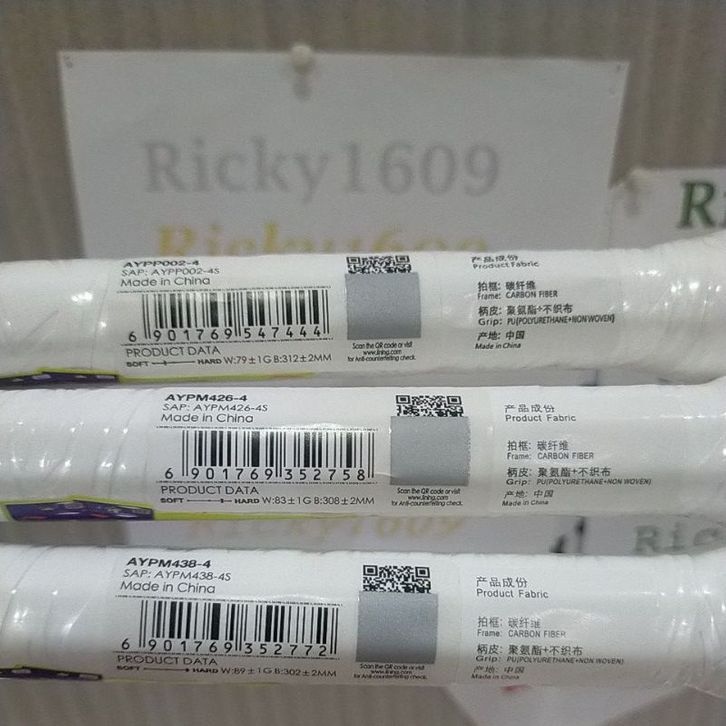 Ricky1609
Ricky1609
R
AYPP002-4
SAP: AYPP002-4S
Made in China
6 901769 547444
PRODUCT DATA
SOFT HARD W:79±1G B:312±2MM
Scan the QR code or visit
www.lining.com
for Anti-counterfeiting check.
产品成份
Product Fabric
拍框: 碳纤维
Frame: CARBON FIBER
柄皮: 聚氨酯+不织布
Grip: PU(POLYURETHANE+NON WOVEN)
产地: 中国
Made in China
AYPM426-4
SAP: AYPM426-4S
Made in China
6 901769 352758
PRODUCT DATA
SOFT HARD W:83±1G B:308±2MM
Scan the QR code or visit
www.lining.com
for Anti-counterfeiting check.
产品成份
Product Fabric
拍框: 碳纤维
Frame: CARBON FIBER
柄皮: 聚氨酯+不织布
Grip: PU(POLYURETHANE+NON WOVEN)
产地: 中国
Made in China
Ricky1609
Ric
AYPM438-4
SAP: AYPM438-4S
Made in China
6 901769 352772
PRODUCT DATA
SOFT HARD W:89±1G B:302±2MM
Scan the QR code or visit
www.lining.com
for Anti-counterfeiting check.
产品成份
Product Fabric
拍框: 碳纤维
Frame: CARBON FIBER
柄皮: 聚氨酯+不织布
Grip: PU(POLYURETHANE+NON WOVEN)
产地: 中国
Made in China